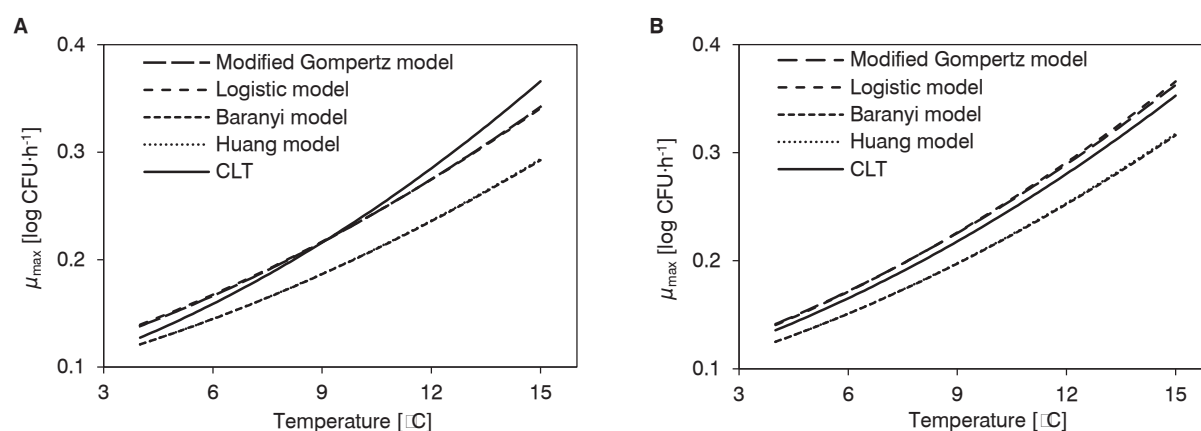 A
0.4
0.3
0.2
0.1
μmax [log CFU·h-1]
Modified Gompertz model
Logistic model
Baranyi model
Huang model
CLT
3 6 9 12 15
Temperature [□C]
B
0.4
0.3
0.2
0.1
μmax [log CFU·h-1]
Modified Gompertz model
Logistic model
Baranyi model
Huang model
CLT
3 6 9 12 15
Temperature [□C]